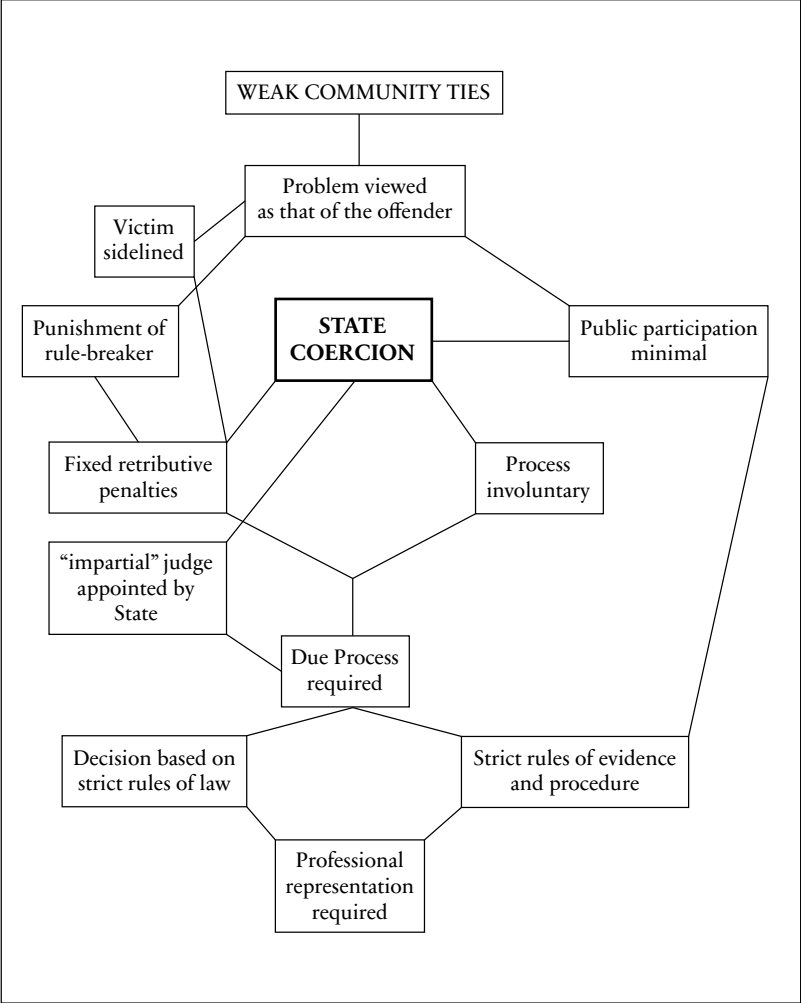 WEAK COMMUNITY TIES
Problem viewed
as that of the offender
Victim
sidelined
Punishment of
rule-breaker
STATE
COERCION
Public participation
minimal
Fixed retributive
penalties
Process
involuntary
“impartial” judge
appointed by
State
Due Process
required
Decision based on
strict rules of law
Strict rules of evidence
and procedure
Professional
representation
required